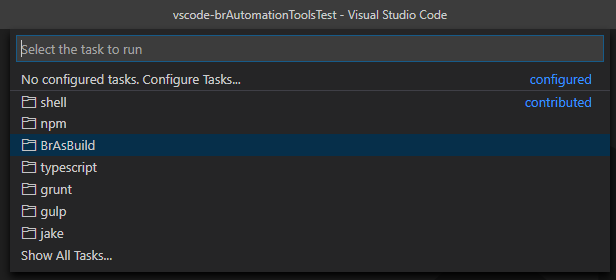 vscode-brAutomationToolsTest - Visual Studio Code
Select the task to run
No configured tasks. Configure Tasks... configured
shell contributed
npm
BrAsBuild
typescript
grunt
gulp
jake
Show All Tasks...